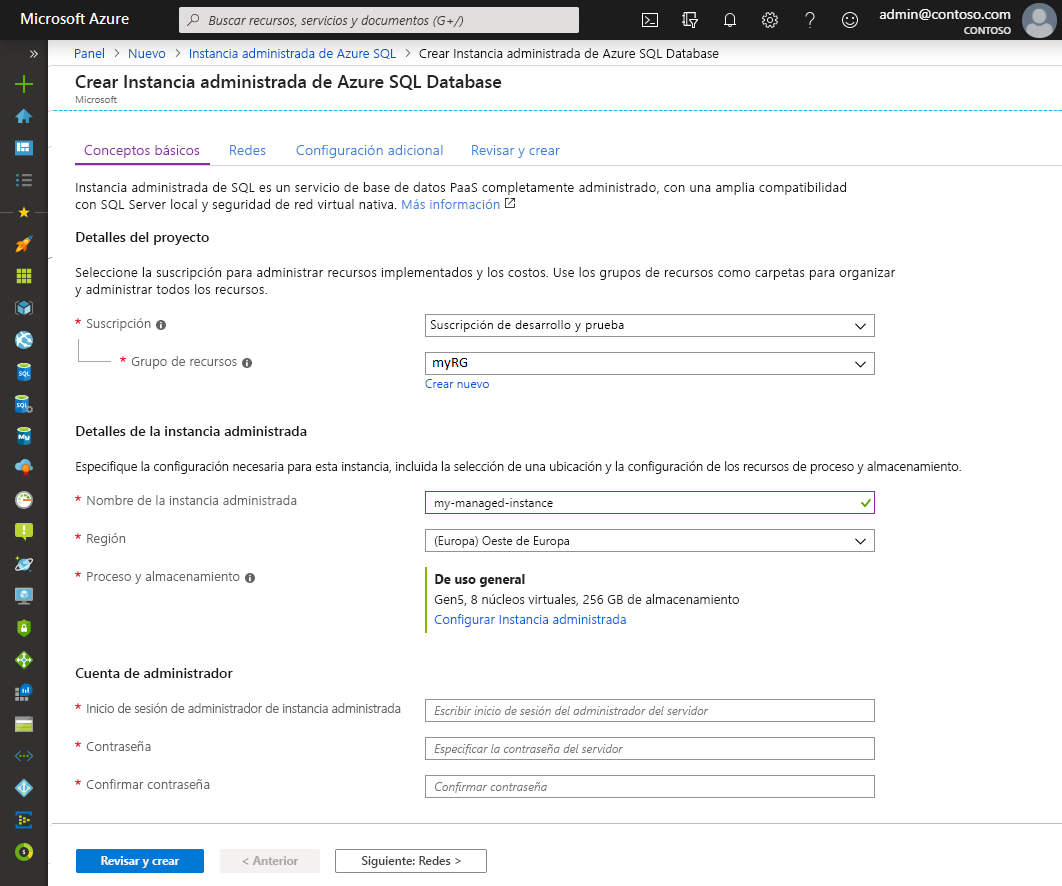 Microsoft Azure
Buscar recursos, servicios y documentos (G+/)
admin@contoso.com
CONTOSO
Panel > Nuevo > Instancia administrada de Azure SQL > Crear Instancia administrada de Azure SQL Database
Crear Instancia administrada de Azure SQL Database
Microsoft
Conceptos básicos Redes Configuración adicional Revisar y crear
Instancia administrada de SQL es un servicio de base de datos PaaS completamente administrado, con una amplia compatibilidad
con SQL Server local y seguridad de red virtual nativa. Más información
Detalles del proyecto
Seleccione la suscripción para administrar recursos implementados y los costos. Use los grupos de recursos como carpetas para organizar
y administrar todos los recursos.
* Suscripción
Suscripción de desarrollo y prueba
* Grupo de recursos
myRG
Crear nuevo
Detalles de la instancia administrada
Especifique la configuración necesaria para esta instancia, incluida la selección de una ubicación y la configuración de los recursos de proceso y almacenamiento.
* Nombre de la instancia administrada
my-managed-instance
* Región
(Europa) Oeste de Europa
* Proceso y almacenamiento
De uso general
Gen5, 8 núcleos virtuales, 256 GB de almacenamiento
Configurar Instancia administrada
Cuenta de administrador
* Inicio de sesión de administrador de instancia administrada
Escribir inicio de sesión del administrador del servidor
* Contraseña
Especificar la contraseña del servidor
* Confirmar contraseña
Confirmar contraseña
Revisar y crear
< Anterior
Siguiente: Redes >